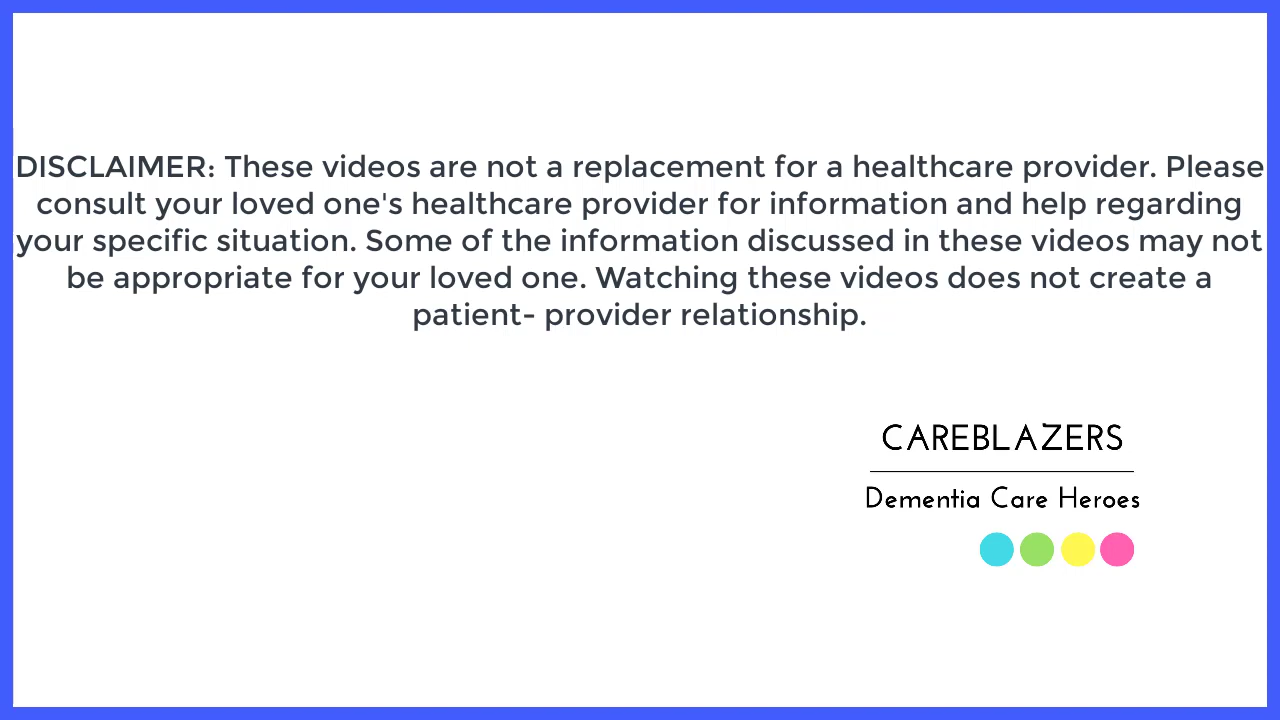 DISCLAIMER: These videos are not a replacement for a healthcare provider. Please
consult your loved one's healthcare provider for information and help regarding
your specific situation. Some of the information discussed in these videos may not
be appropriate for your loved one. Watching these videos does not create a
patient- provider relationship.
CAREBLAZERS
Dementia Care Heroes